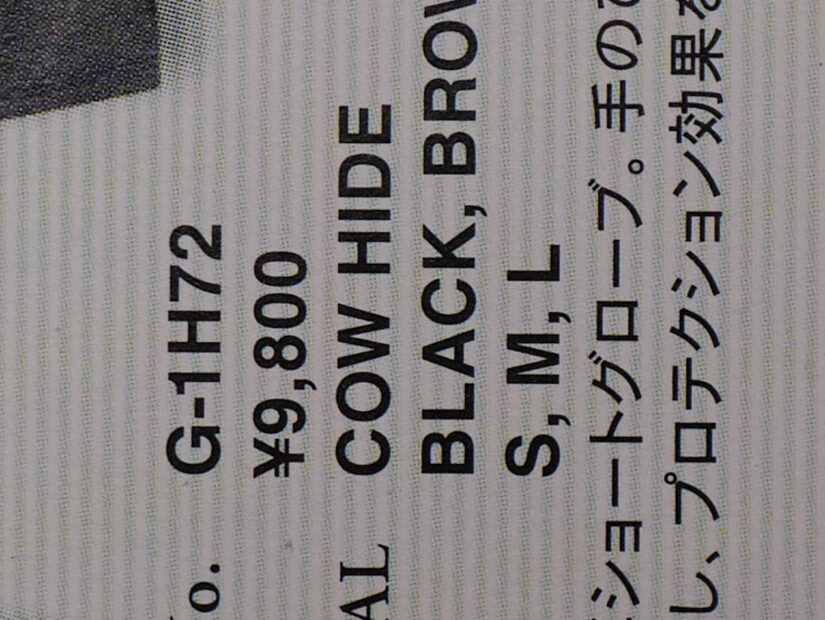 o. G-1H72
¥9,800
AL COW HIDE
BLACK, BROW
S, M, L
ショートグローブ。手の
し、プロテクション効果を